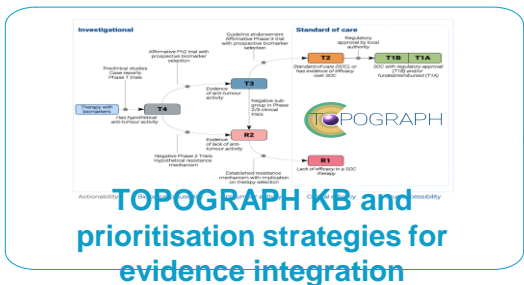 Investigational
Standard of care
Guideline endorsement
Affirmative Phase 3 trial
with prospective biomarker
selection
Regulatory
approval by local
authority
Affirmative Ph2 trial with
prospective biomarker
selection
Preclinical studies
Case reports
Phase 1 trials
T2
T1B T1A
Standard of care (SOC), or
has evidence of efficacy
over SOC
SOC with regulatory approval
(T1B) and/or
funded/reimbursed (T1A)
T3
Evidence
of anti-tumour
activity
Therapy with
biomarkers
T4
Has hypothetical
anti-tumour activity
Negative sub-
group in Phase
2/3 clinical
trials
TOPOGRAPH
R2
Evidence
of lack of anti-
tumour activity
Negative Phase 2 Trials
Hypothetical resistance
mechanism
R1
Lack of efficacy in a SOC
therapy
Established resistance
mechanism with implication
on therapy selection
Actionability
TOPOGRAPH KB and
prioritisation strategies for
evidence integration